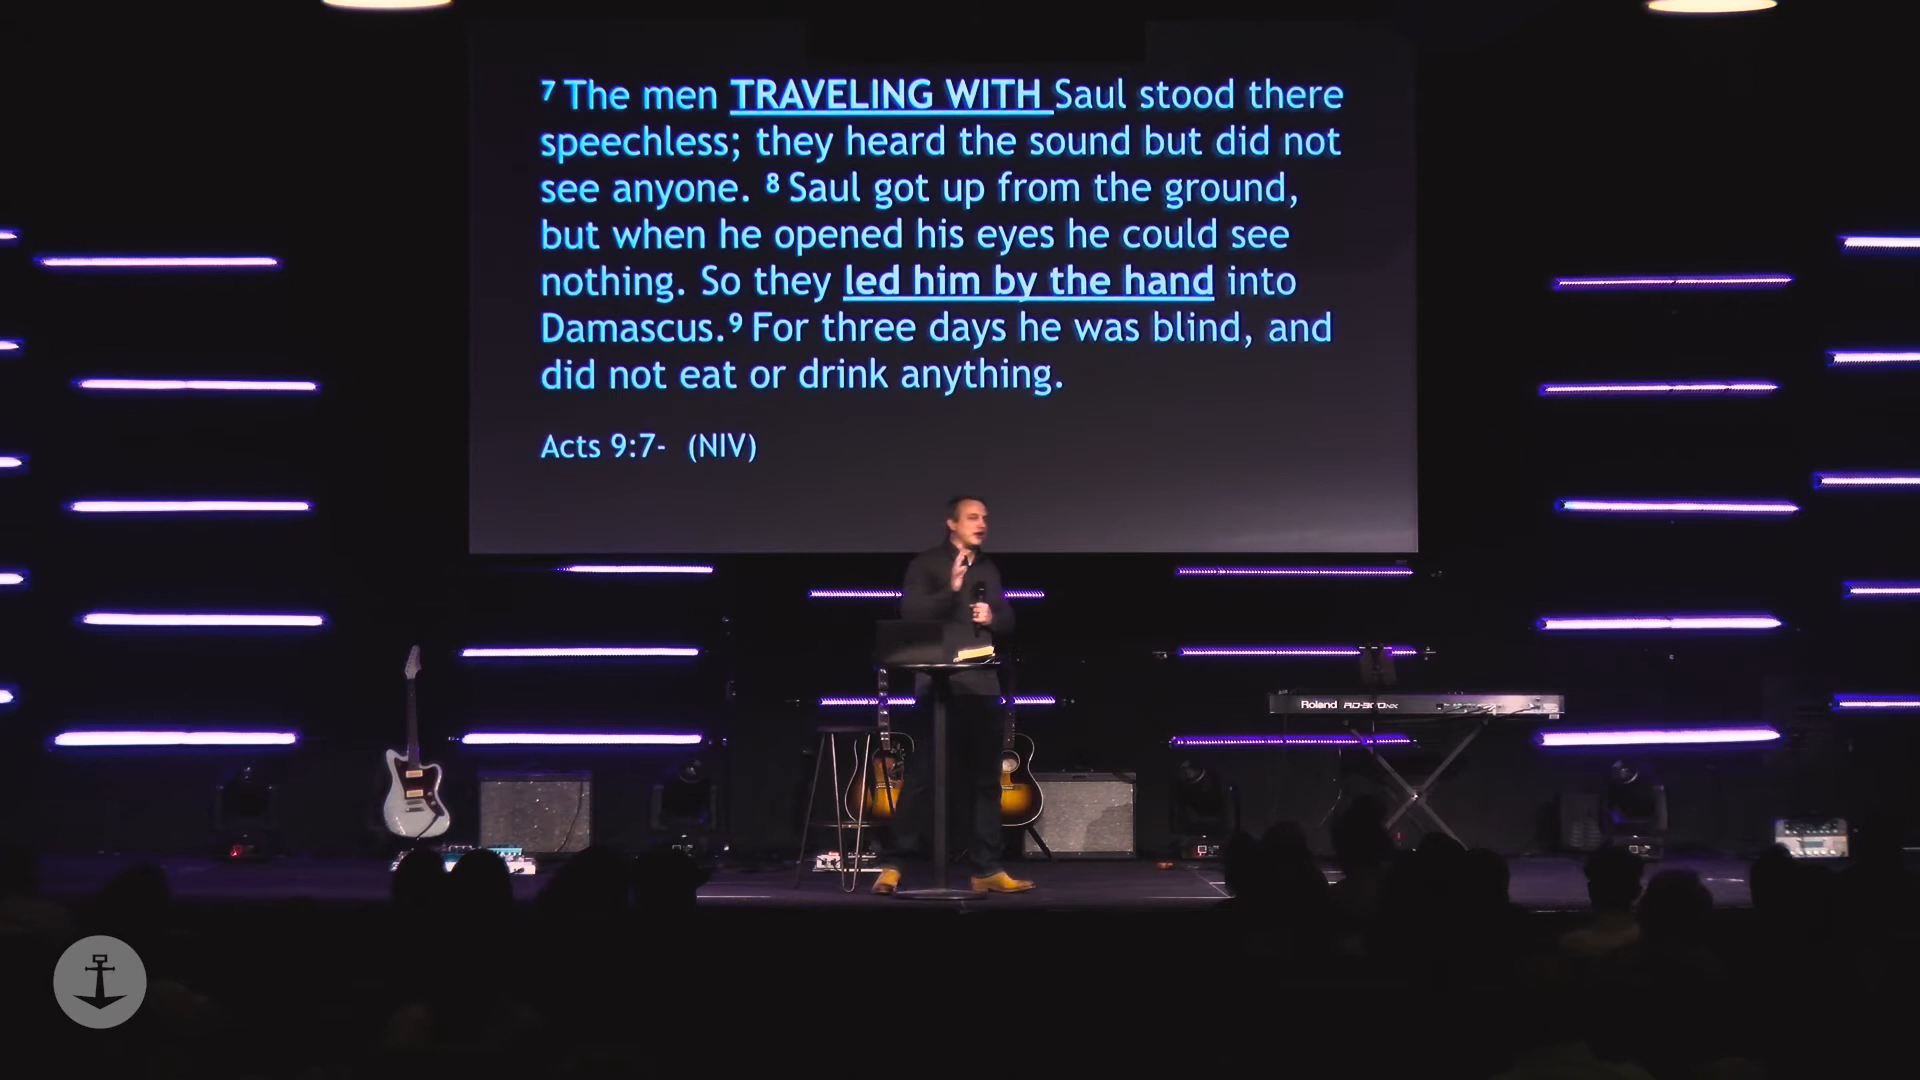 7 The men TRAVELING WITH Saul stood there
speechless; they heard the sound but did not
see anyone. 8 Saul got up from the ground,
but when he opened his eyes he could see
nothing. So they led him by the hand into
Damascus.9 For three days he was blind, and
did not eat or drink anything.
Acts 9:7- (NIV)
Roland RD-300NX